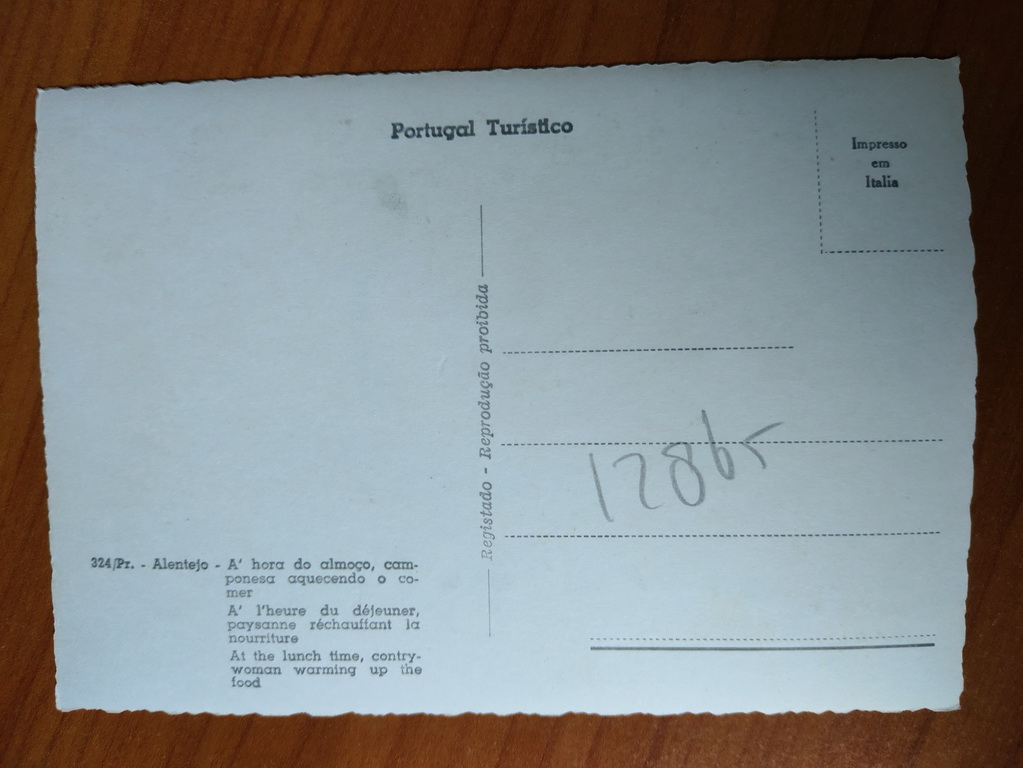 Portugal Turístico
Impresso
em
Italia
Registado - Reprodução proibida
12865
324/Pr. - Alentejo - A' hora do almoço, cam-
ponesa aquecendo o co-
mer
A' l'heure du déjeuner,
paysanne réchauffant la
nourriture
At the lunch time, contry-
woman warming up the
food